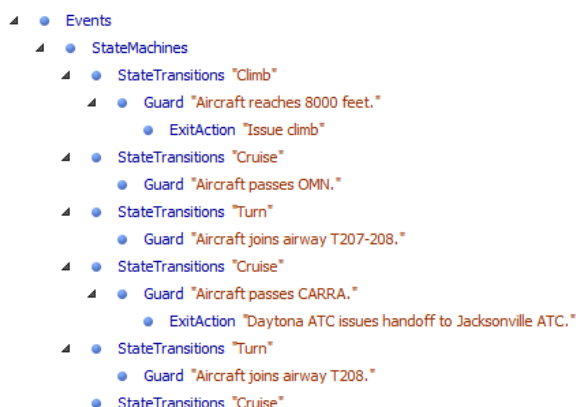 Events
StateMachines
StateTransitions "Climb"
Guard "Aircraft reaches 8000 feet."
ExitAction "Issue climb"
StateTransitions "Cruise"
Guard "Aircraft passes OMN."
StateTransitions "Turn"
Guard "Aircraft joins airway T207-208."
StateTransitions "Cruise"
Guard "Aircraft passes CARRA."
ExitAction "Daytona ATC issues handoff to Jacksonville ATC."
StateTransitions "Turn"
Guard "Aircraft joins airway T208."
StateTransitions "Cruise"